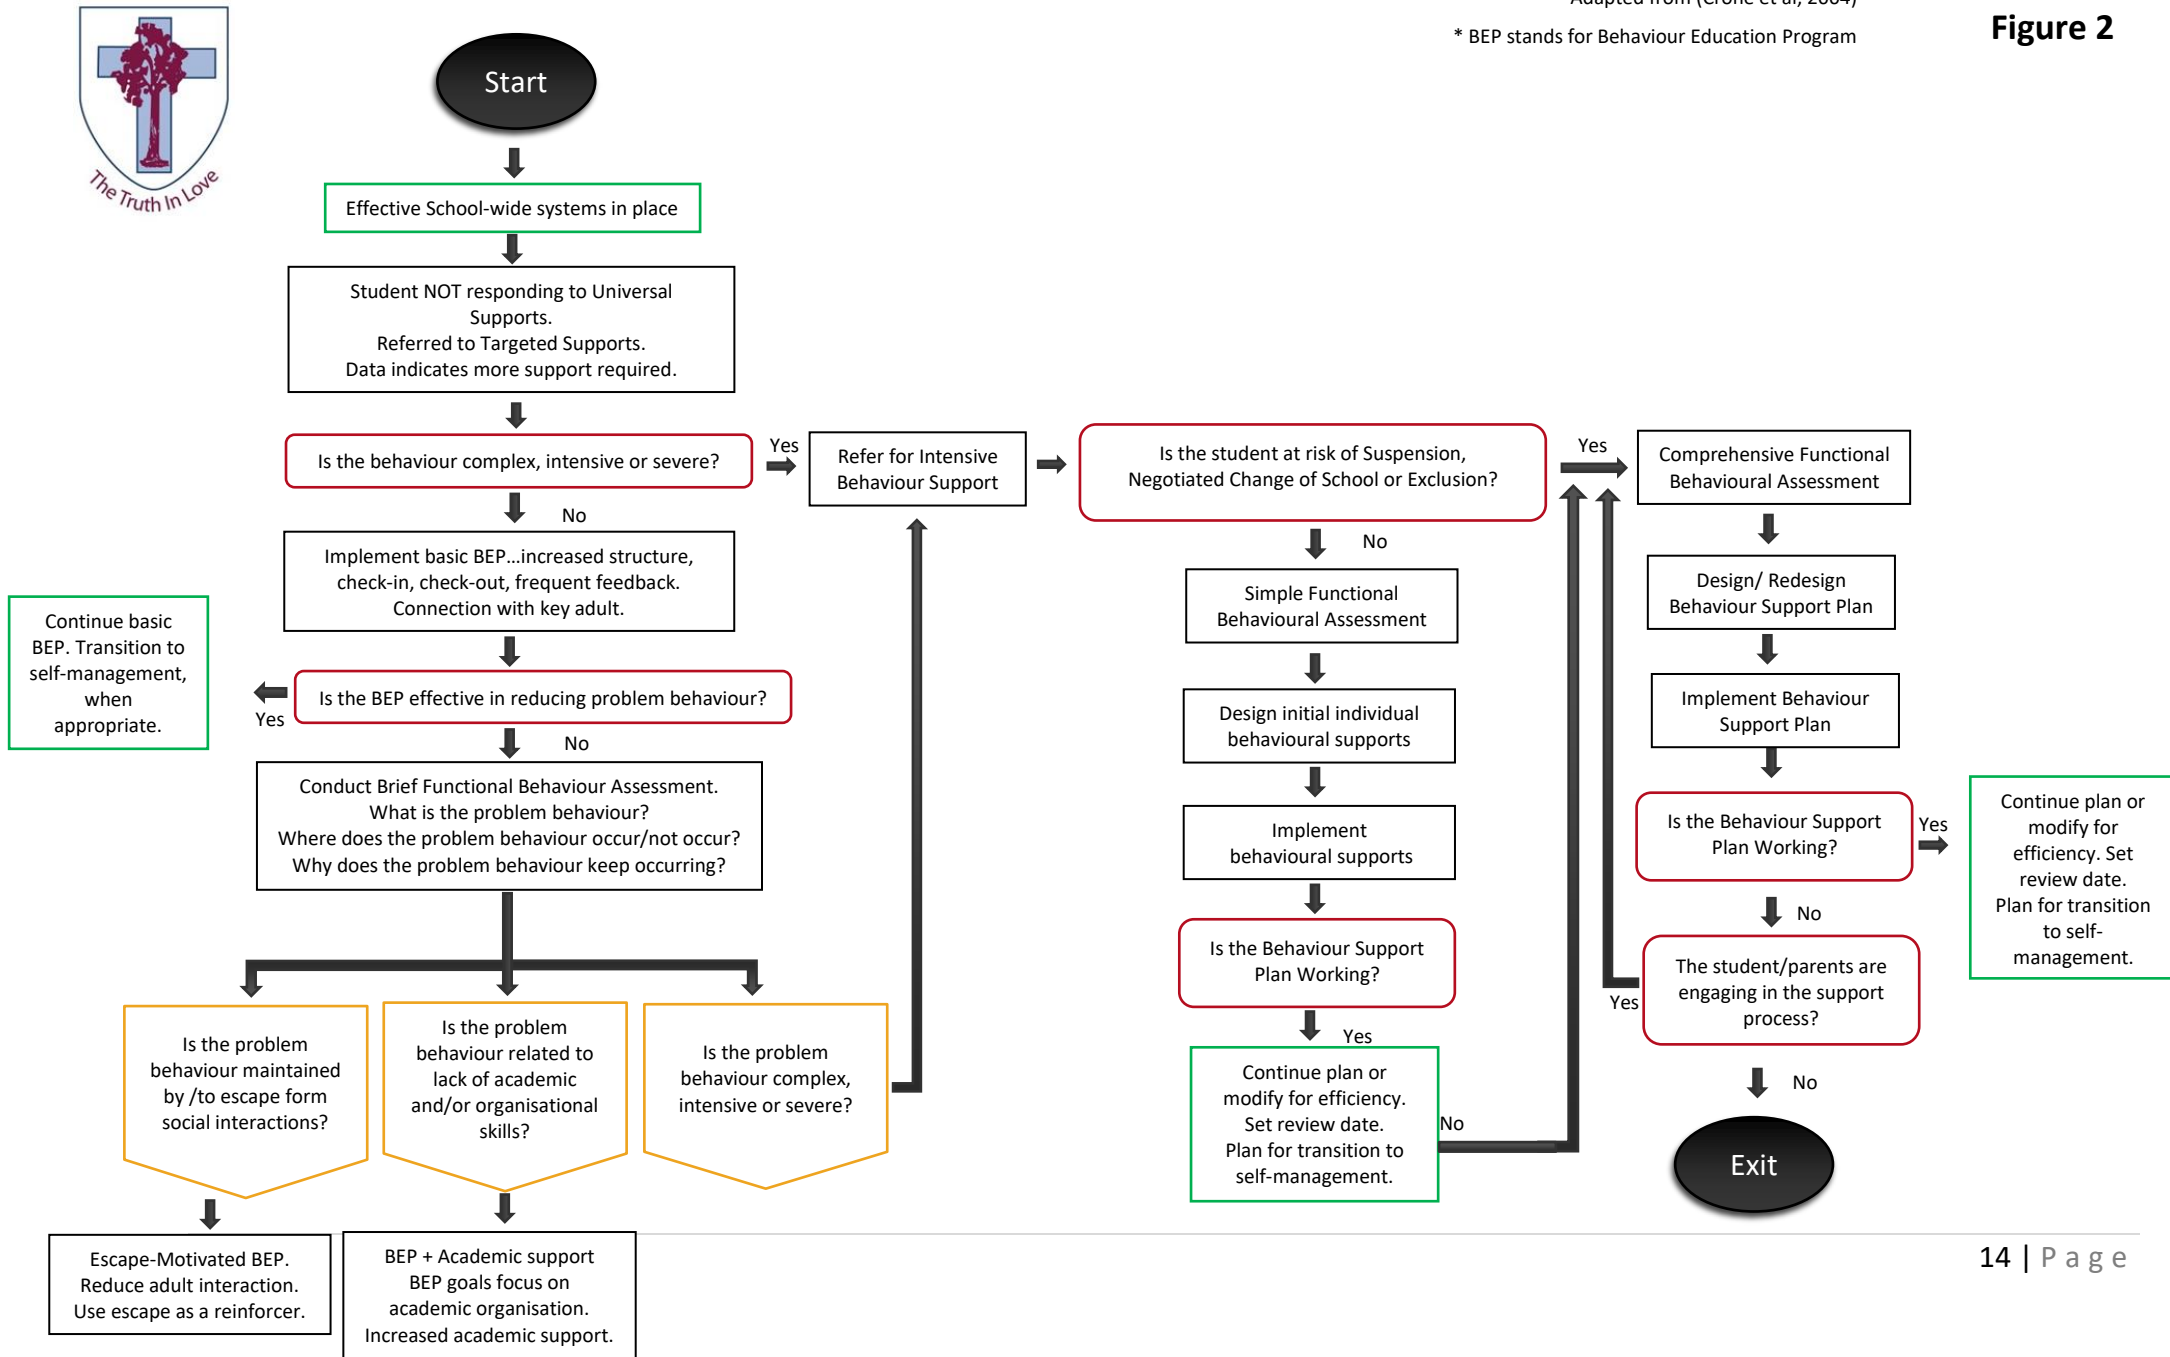 Adapted from (Crone et al, 2004)
* BEP stands for Behaviour Education Program
Figure 2
The Truth In Love
Start
Effective School-wide systems in place
Student NOT responding to Universal
Supports.
Referred to Targeted Supports.
Data indicates more support required.
Is the behaviour complex, intensive or severe?
Yes
No
Refer for Intensive
Behaviour Support
Implement basic BEP...increased structure,
check-in, check-out, frequent feedback.
Connection with key adult.
Is the BEP effective in reducing problem behaviour?
Yes
No
Continue basic
BEP. Transition to
self-management,
when
appropriate.
Conduct Brief Functional Behaviour Assessment.
What is the problem behaviour?
Where does the problem behaviour occur/not occur?
Why does the problem behaviour keep occurring?
Is the problem
behaviour maintained
by /to escape form
social interactions?
Is the problem
behaviour related to
lack of academic
and/or organisational
skills?
Is the problem
behaviour complex,
intensive or severe?
Escape-Motivated BEP.
Reduce adult interaction.
Use escape as a reinforcer.
BEP + Academic support
BEP goals focus on
academic organisation.
Increased academic support.
Is the student at risk of Suspension,
Negotiated Change of School or Exclusion?
Yes
No
Simple Functional
Behavioural Assessment
Design initial individual
behavioural supports
Implement
behavioural supports
Is the Behaviour Support
Plan Working?
Yes
Continue plan or
modify for efficiency.
Set review date.
Plan for transition to
self-management.
No
Comprehensive Functional
Behavioural Assessment
Design/ Redesign
Behaviour Support Plan
Implement Behaviour
Support Plan
Is the Behaviour Support
Plan Working?
Yes
Continue plan or
modify for
efficiency. Set
review date.
Plan for transition
to self-
management.
No
The student/parents are
engaging in the support
process?
Yes
No
Exit
14 | Page